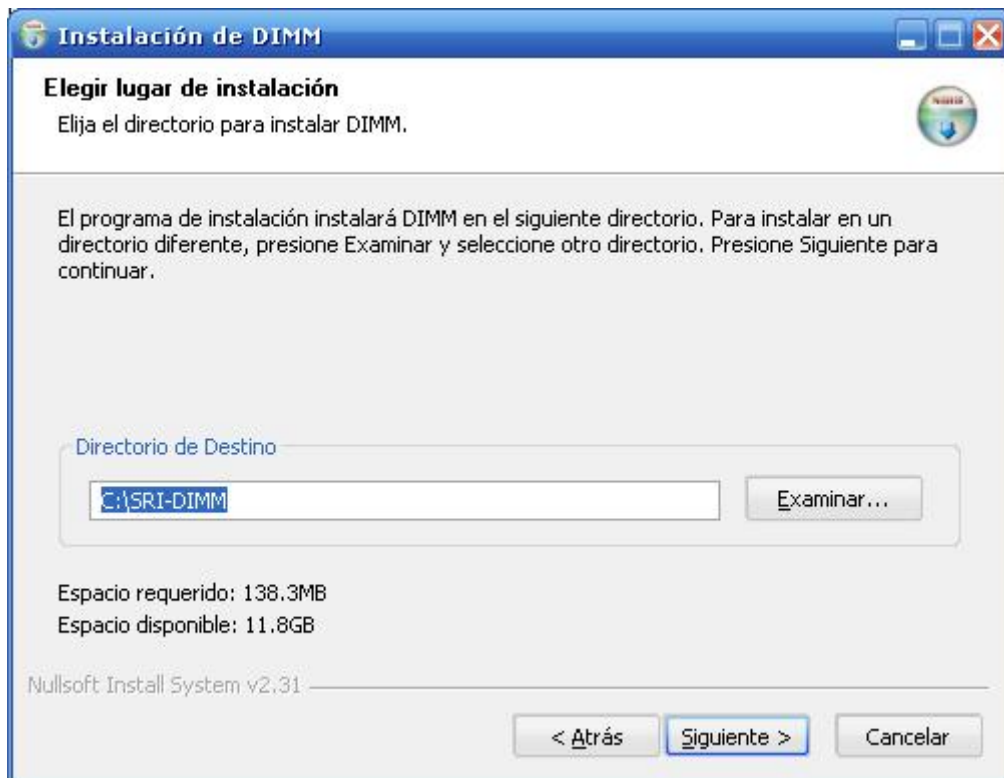 Instalación de DIMM
Elegir lugar de instalación
Elija el directorio para instalar DIMM.
El programa de instalación instalará DIMM en el siguiente directorio. Para instalar en un
directorio diferente, presione Examinar y seleccione otro directorio. Presione Siguiente para
continuar.
Directorio de Destino
C:\SRI-DIMM
Examinar...
Espacio requerido: 138.3MB
Espacio disponible: 11.8GB
Nullsoft Install System v2.31
< Atrás
Siguiente >
Cancelar